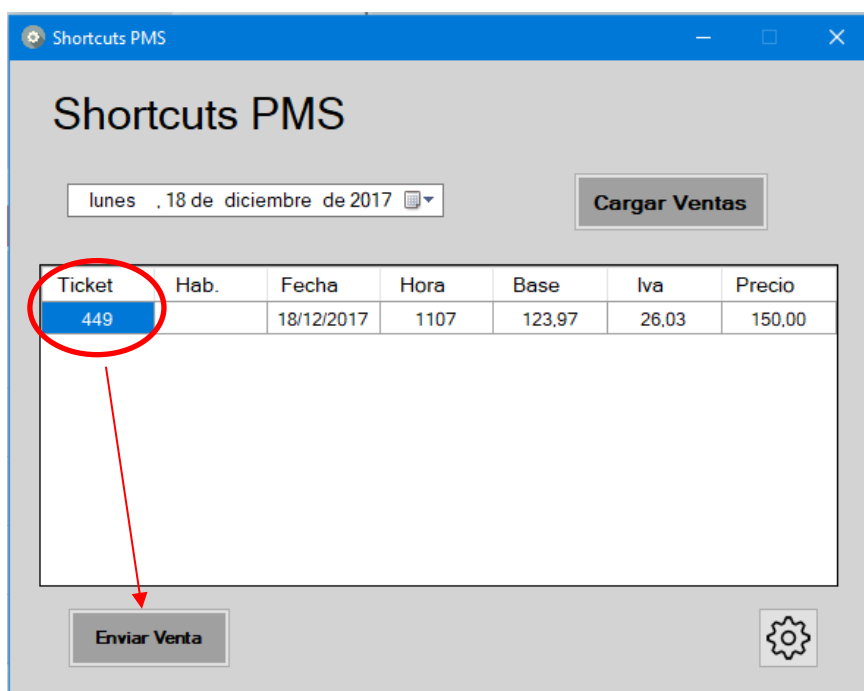 Shortcuts PMS
Shortcuts PMS
lunes , 18 de diciembre de 2017
Cargar Ventas
Ticket Hab. Fecha Hora Base Iva Precio
449 18/12/2017 1107 123,97 26,03 150,00
Enviar Venta